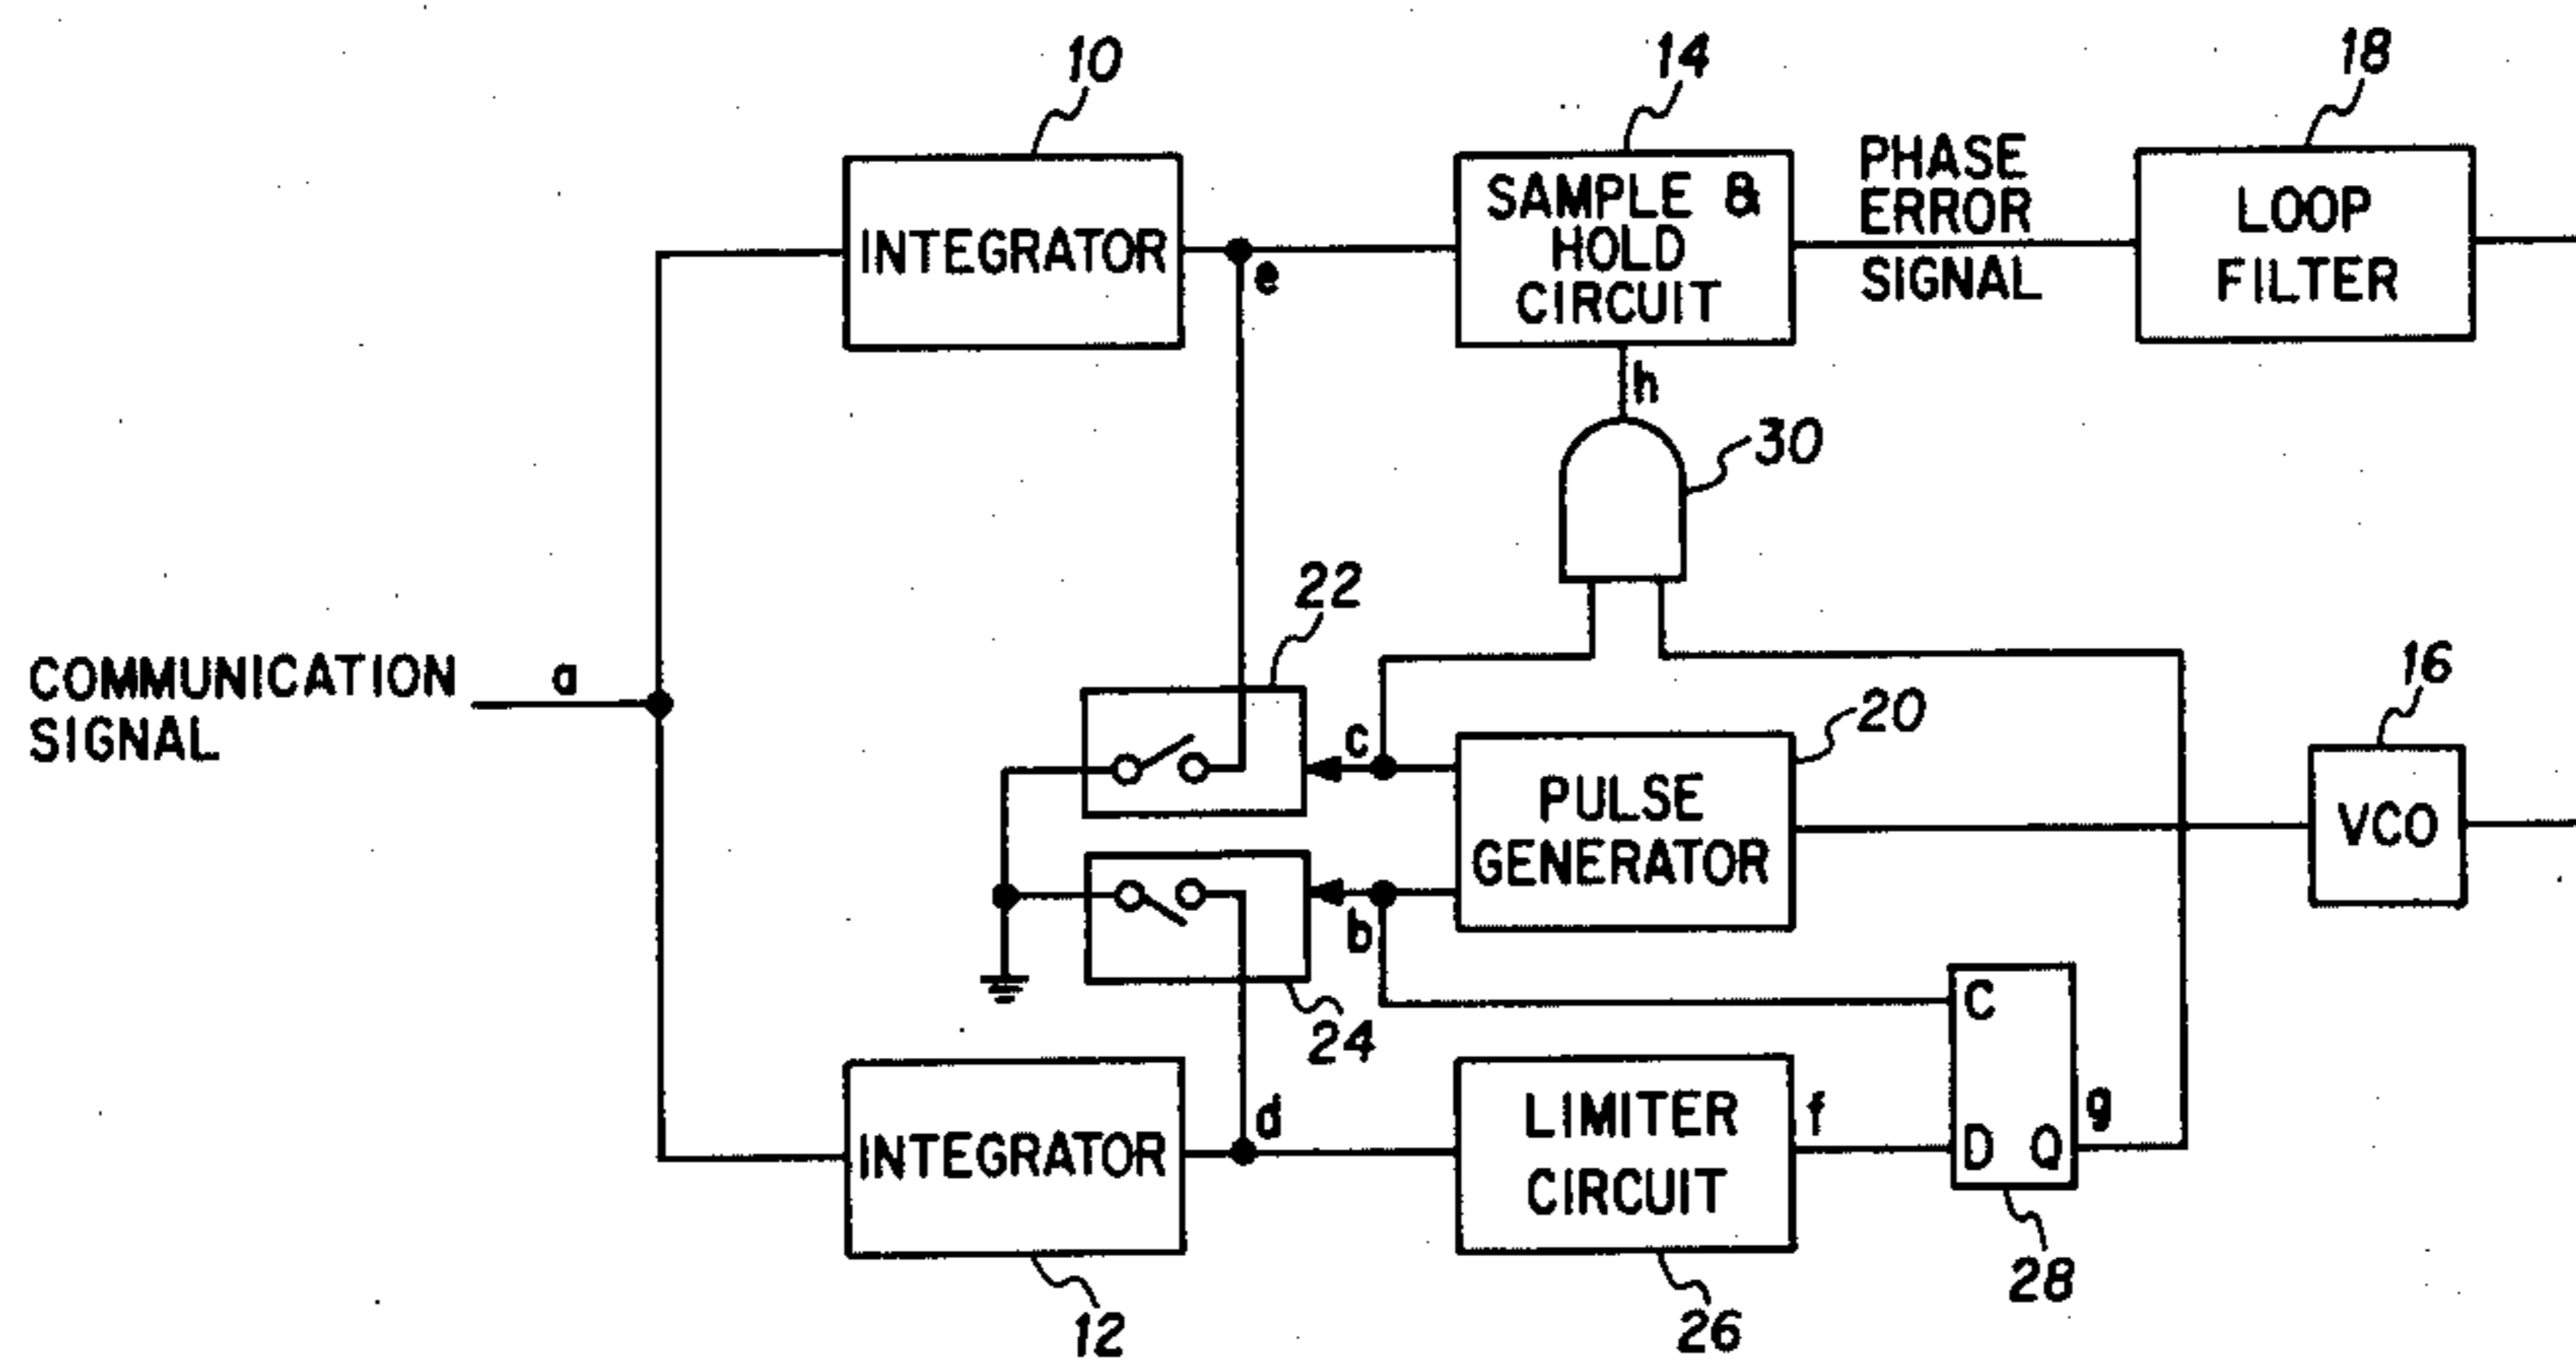 10
14
18
INTEGRATOR
e
SAMPLE &
HOLD
CIRCUIT
PHASE
ERROR
SIGNAL
LOOP
FILTER
h
30
22
COMMUNICATION
SIGNAL
a
c
20
16
PULSE
GENERATOR
VCO
b
24
C
D Q
g
INTEGRATOR
d
LIMITER
CIRCUIT
f
12
26
28